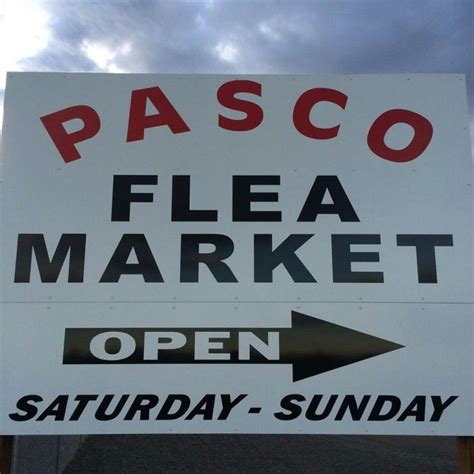 PASCO
FLEA
MARKET
OPEN
SATURDAY - SUNDAY